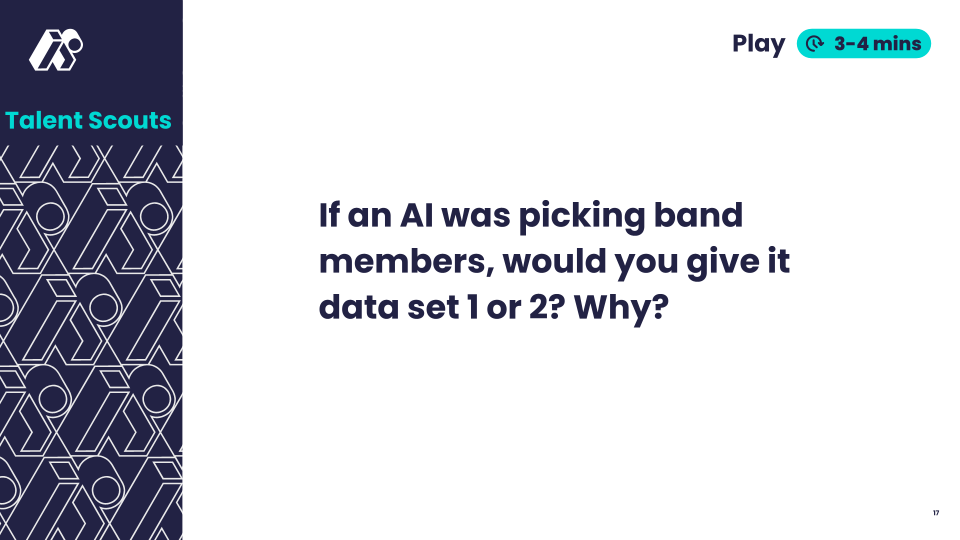 Play
3-4 mins
Talent Scouts
If an AI was picking band
members, would you give it
data set 1 or 2? Why?
17